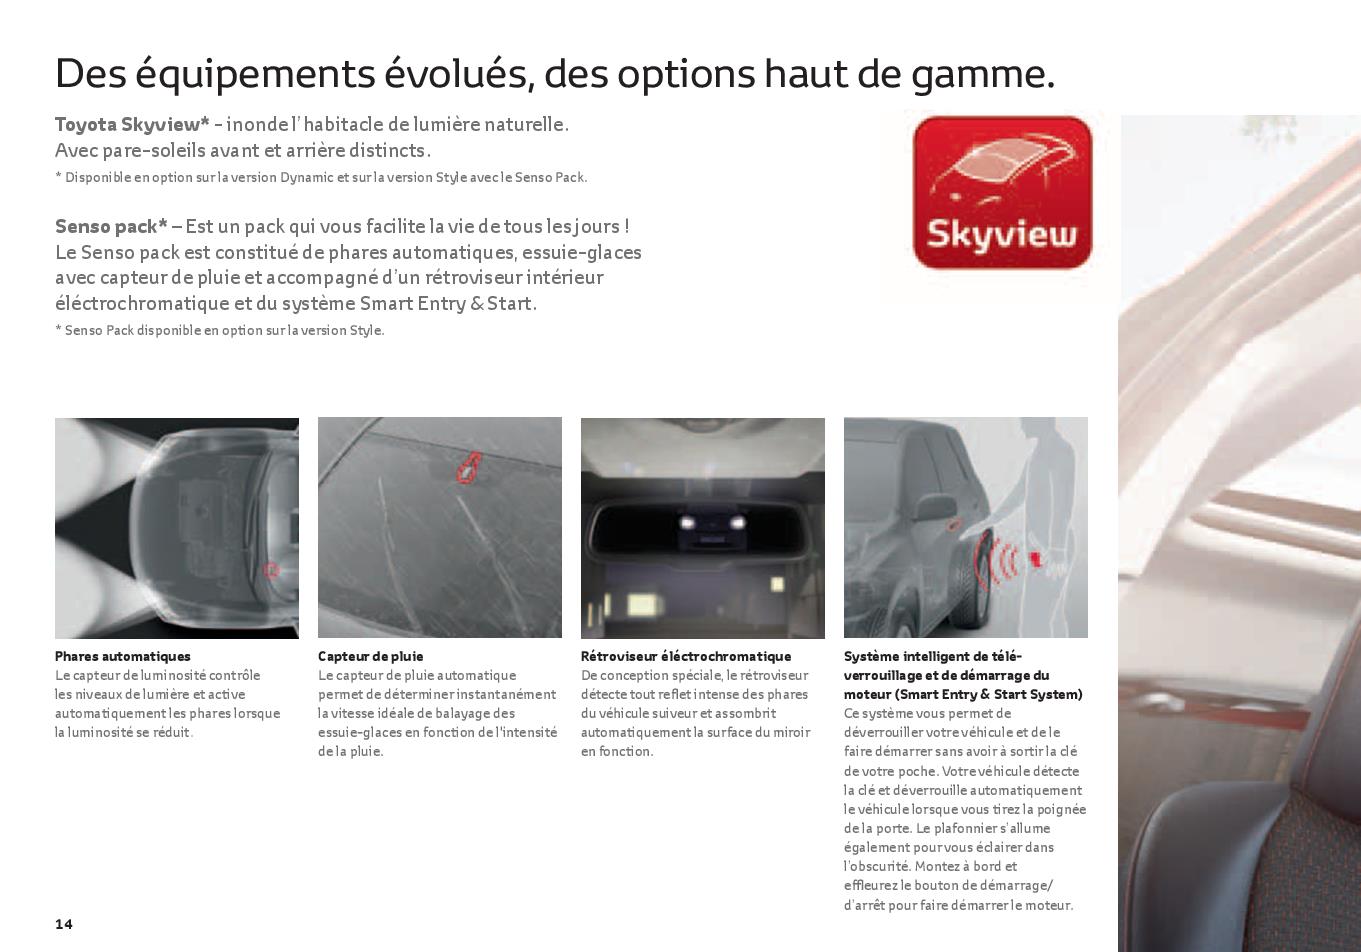 Des équipements évolués, des options haut de gamme.
Toyota Skyview* - inonde l'habitacle de lumière naturelle.
Avec pare-soleils avant et arrière distincts.
* Disponible en option sur la version Dynamic et sur la version Style avec le Senso Pack.
Skyview
Senso pack* – Est un pack qui vous facilite la vie de tous les jours !
Le Senso pack est constitué de phares automatiques, essuie-glaces
avec capteur de pluie et accompagné d'un rétroviseur intérieur
éléctrochromatique et du système Smart Entry & Start.
* Senso Pack disponible en option sur la version Style.
Phares automatiques
Le capteur de luminosité contrôle
les niveaux de lumière et active
automatiquement les phares lorsque
la luminosité se réduit.
Capteur de pluie
Le capteur de pluie automatique
permet de déterminer instantanément
la vitesse idéale de balayage des
essuie-glaces en fonction de l'intensité
de la pluie.
Rétroviseur éléctrochromatique
De conception spéciale, le rétroviseur
détecte tout reflet intense des phares
du véhicule suiveur et assombrit
automatiquement la surface du miroir
en fonction.
Système intelligent de télé-
verrouillage et de démarrage du
moteur (Smart Entry & Start System)
Ce système vous permet de
déverrouiller votre véhicule et de le
faire démarrer sans avoir à sortir la clé
de votre poche. Votre véhicule détecte
la clé et déverrouille automatiquement
le véhicule lorsque vous tirez la poignée
de la porte. Le plafonnier s'allume
également pour vous éclairer dans
l'obscurité. Montez à bord et
effleurez le bouton de démarrage/
d'arrêt pour faire démarrer le moteur.
14